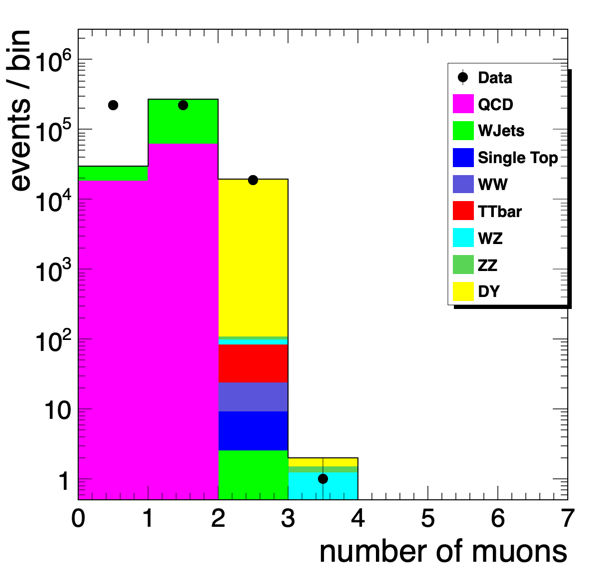 events / bin
10^6
10^5
10^4
10^3
10^2
10
1
0 1 2 3 4 5 6 7
number of muons
Data
QCD
WJets
Single Top
WW
TTbar
WZ
ZZ
DY